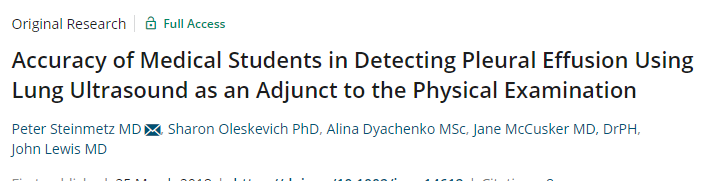 Original Research Full Access
Accuracy of Medical Students in Detecting Pleural Effusion Using
Lung Ultrasound as an Adjunct to the Physical Examination
Peter Steinmetz MD, Sharon Oleskevich PhD, Alina Dyachenko MSc, Jane McCusker MD, DrPH,
John Lewis MD